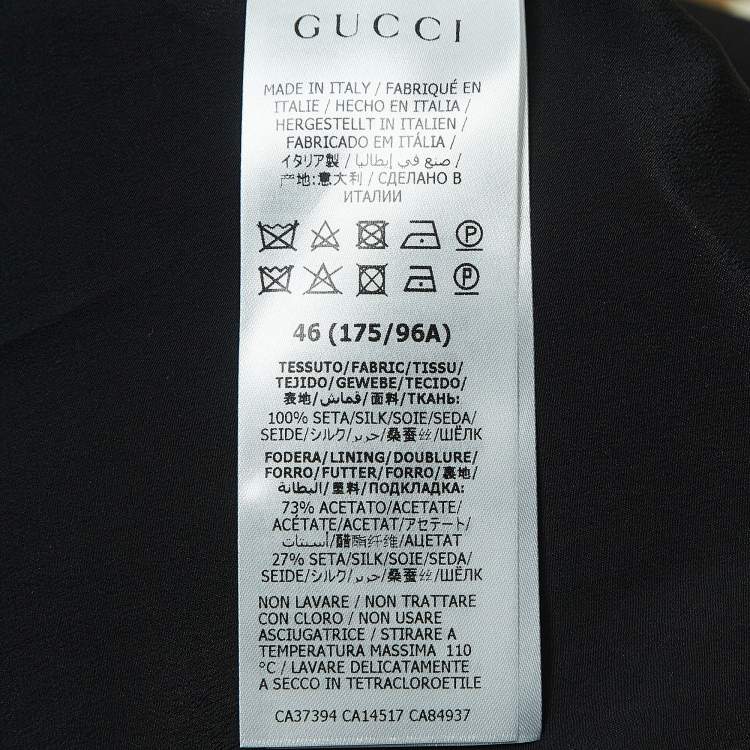 GUCCI
MADE IN ITALY / FABRIQUÉ EN
ITALIE / HECHO EN ITALIA /
HERGESTELLT IN ITALIEN /
FABRICADO EM ITÁLIA /
イタリア製 / صنع في إيطاليا /
产地:意大利 / СДЕЛАНО В
ИТАЛИИ
P
P
46 (175/96A)
TESSUTO/FABRIC/TISSU/
TEJIDO/GEWEBE/TECIDO/
表地/قماش/面料/ТКАНЬ:
100% SETA/SILK/SOIE/SEDA/
SEIDE/シルク/حرير/桑蚕丝/ШЁЛК
FODERA/LINING/DOUBLURE/
FORRO/FUTTER/FORRO/裏地/
البطانة/里料/ПОДКЛАДКА:
73% ACETATO/ACETATE/
ACÉTATE/ACETAT/アセテート/
أسيتات/醋酯纤维/АЦЕТАТ
27% SETA/SILK/SOIE/SEDA/
SEIDE/シルク/حرير/桑蚕丝/ШЁЛК
NON LAVARE / NON TRATTARE
CON CLORO / NON USARE
ASCIUGATRICE / STIRARE A
TEMPERATURA MASSIMA 110
°C / LAVARE DELICATAMENTE
A SECCO IN TETRACLOROETILE
CA37394 CA14517 CA84937